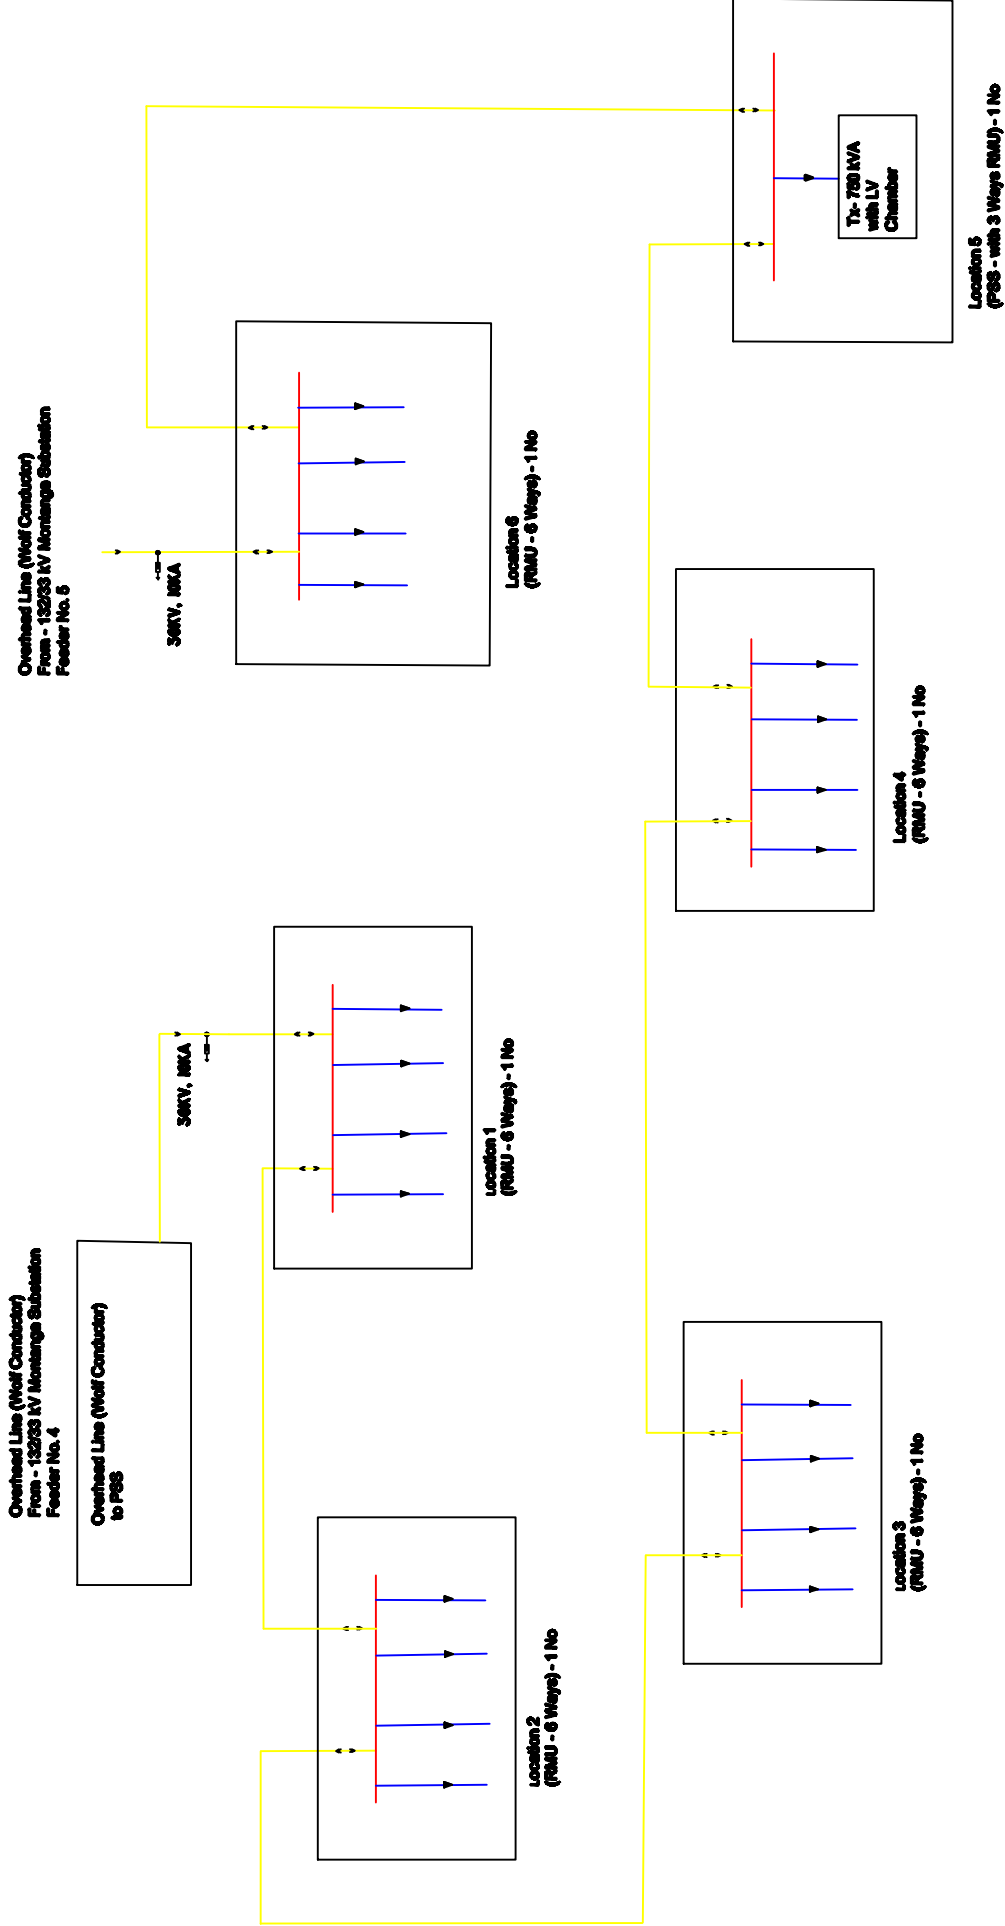 Overhead Line (Wolf Conductor)
From - 132/33 kV Montanga Substation
Feeder No. 4
Overhead Line (Wolf Conductor)
to PSS
36KV, 10KA
Location 1
(RMU - 6 Ways) - 1 No
Location 2
(RMU - 6 Ways) - 1 No
Location 3
(RMU - 6 Ways) - 1 No
Location 4
(RMU - 6 Ways) - 1 No
Overhead Line (Wolf Conductor)
From - 132/33 kV Montanga Substation
Feeder No. 5
36KV, 10KA
Location 6
(RMU - 6 Ways) - 1 No
Tx- 750 kVA
with LV
Chamber
Location 5
(PSS - with 3 Ways RMU) - 1 No